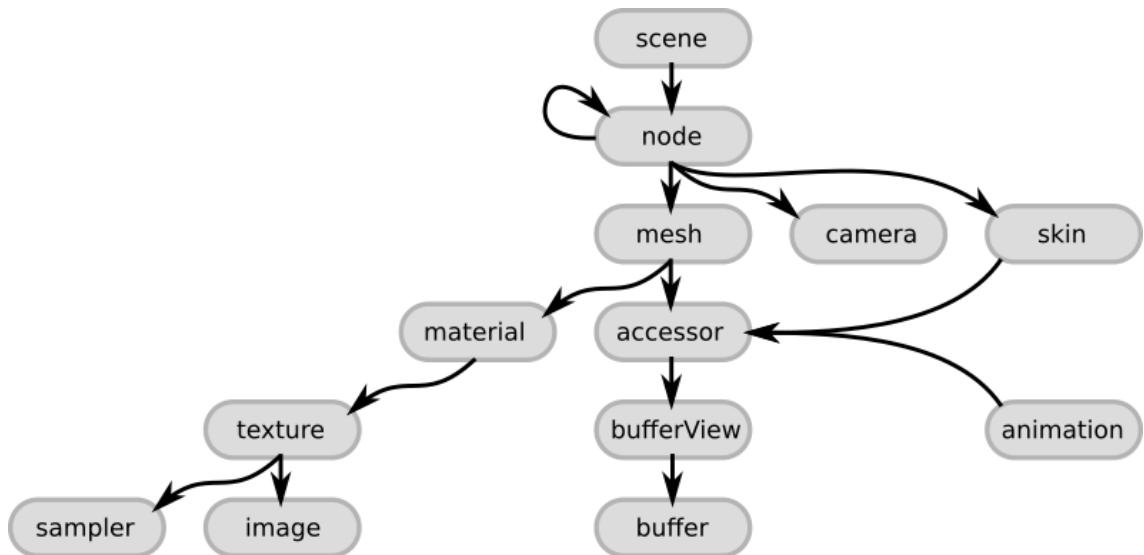 scene
node
mesh
camera
skin
material
accessor
texture
bufferView
animation
sampler
image
buffer